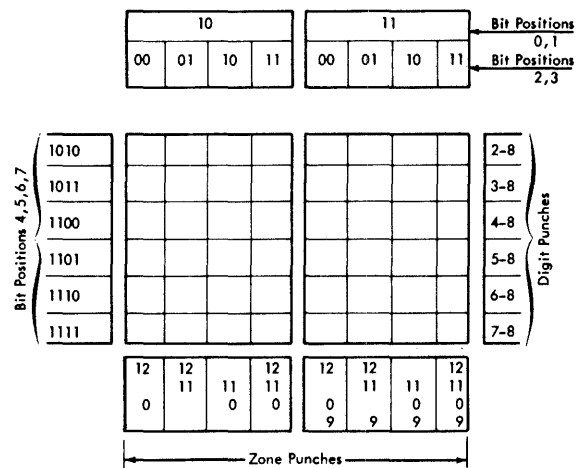 10 11 Bit Positions 0,1
00 01 10 11 00 01 10 11 Bit Positions 2,3
Bit Positions 4,5,6,7
1010 2-8
1011 3-8
1100 4-8
1101 5-8
1110 6-8
1111 7-8
Digit Punches
12 12 12 12 12 12
11 11 11 11 11 11
0 0 0 0 0 0
9 9 9 9
Zone Punches